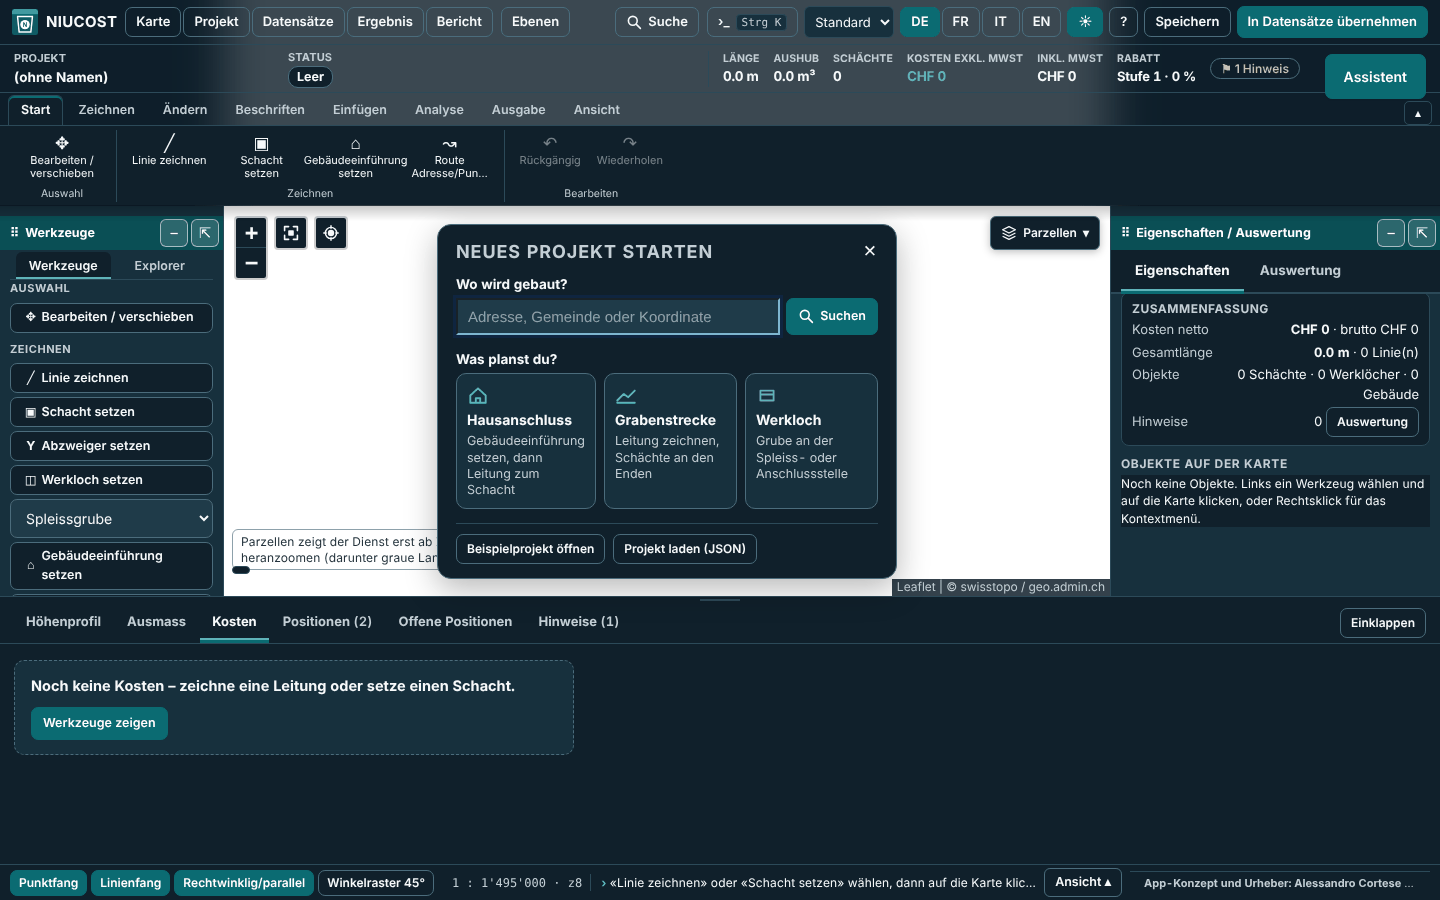 NIUCOST Karte Projekt Datensätze Ergebnis Bericht Ebenen Suche Strg K Standard DE FR IT EN ? Speichern In Datensätze übernehmen
PROJEKT STATUS LÄNGE AUSHUB SCHÄCHTE KOSTEN EXKL. MWST INKL. MWST RABATT
(ohne Namen) Leer 0.0 m 0.0 m³ 0 CHF 0 CHF 0 Stufe 1 · 0 % 1 Hinweis Assistent
Start Zeichnen Ändern Beschriften Einfügen Analyse Ausgabe Ansicht
Bearbeiten / verschieben
Linie zeichnen
Schacht setzen
Gebäudeeinführung setzen
Route Adresse/Pun...
Rückgängig
Wiederholen
Auswahl Zeichnen Bearbeiten
Werkzeuge
Werkzeuge Explorer
AUSWAHL
Bearbeiten / verschieben
ZEICHNEN
Linie zeichnen
Schacht setzen
Abzweiger setzen
Werkloch setzen
Spleissgrube
Gebäudeeinführung
setzen
+
−
Parzellen
Parzellen zeigt der Dienst erst ab
heranzoomen (darunter graue Lan
NEUES PROJEKT STARTEN
Wo wird gebaut?
Adresse, Gemeinde oder Koordinate
Suchen
Was planst du?
Hausanschluss
Gebäudeeinführung
setzen, dann
Leitung zum
Schacht
Grabenstrecke
Leitung zeichnen,
Schächte an den
Enden
Werkloch
Grube an der
Spleiss- oder
Anschlussstelle
Beispielprojekt öffnen Projekt laden (JSON)
Leaflet | © swisstopo / geo.admin.ch
Eigenschaften / Auswertung
Eigenschaften Auswertung
ZUSAMMENFASSUNG
Kosten netto CHF 0 · brutto CHF 0
Gesamtlänge 0.0 m · 0 Linie(n)
Objekte 0 Schächte · 0 Werklöcher · 0
Gebäude
Hinweise 0 Auswertung
OBJEKTE AUF DER KARTE
Noch keine Objekte. Links ein Werkzeug wählen und
auf die Karte klicken, oder Rechtsklick für das
Kontextmenü.
Höhenprofil Ausmass Kosten Positionen (2) Offene Positionen Hinweise (1) Einklappen
Noch keine Kosten – zeichne eine Leitung oder setze einen Schacht.
Werkzeuge zeigen
Punktfang Linienfang Rechtwinklig/parallel Winkelraster 45° 1 : 1'495'000 · z8 › «Linie zeichnen» oder «Schacht setzen» wählen, dann auf die Karte klic... Ansicht App-Konzept und Urheber: Alessandro Cortese ...